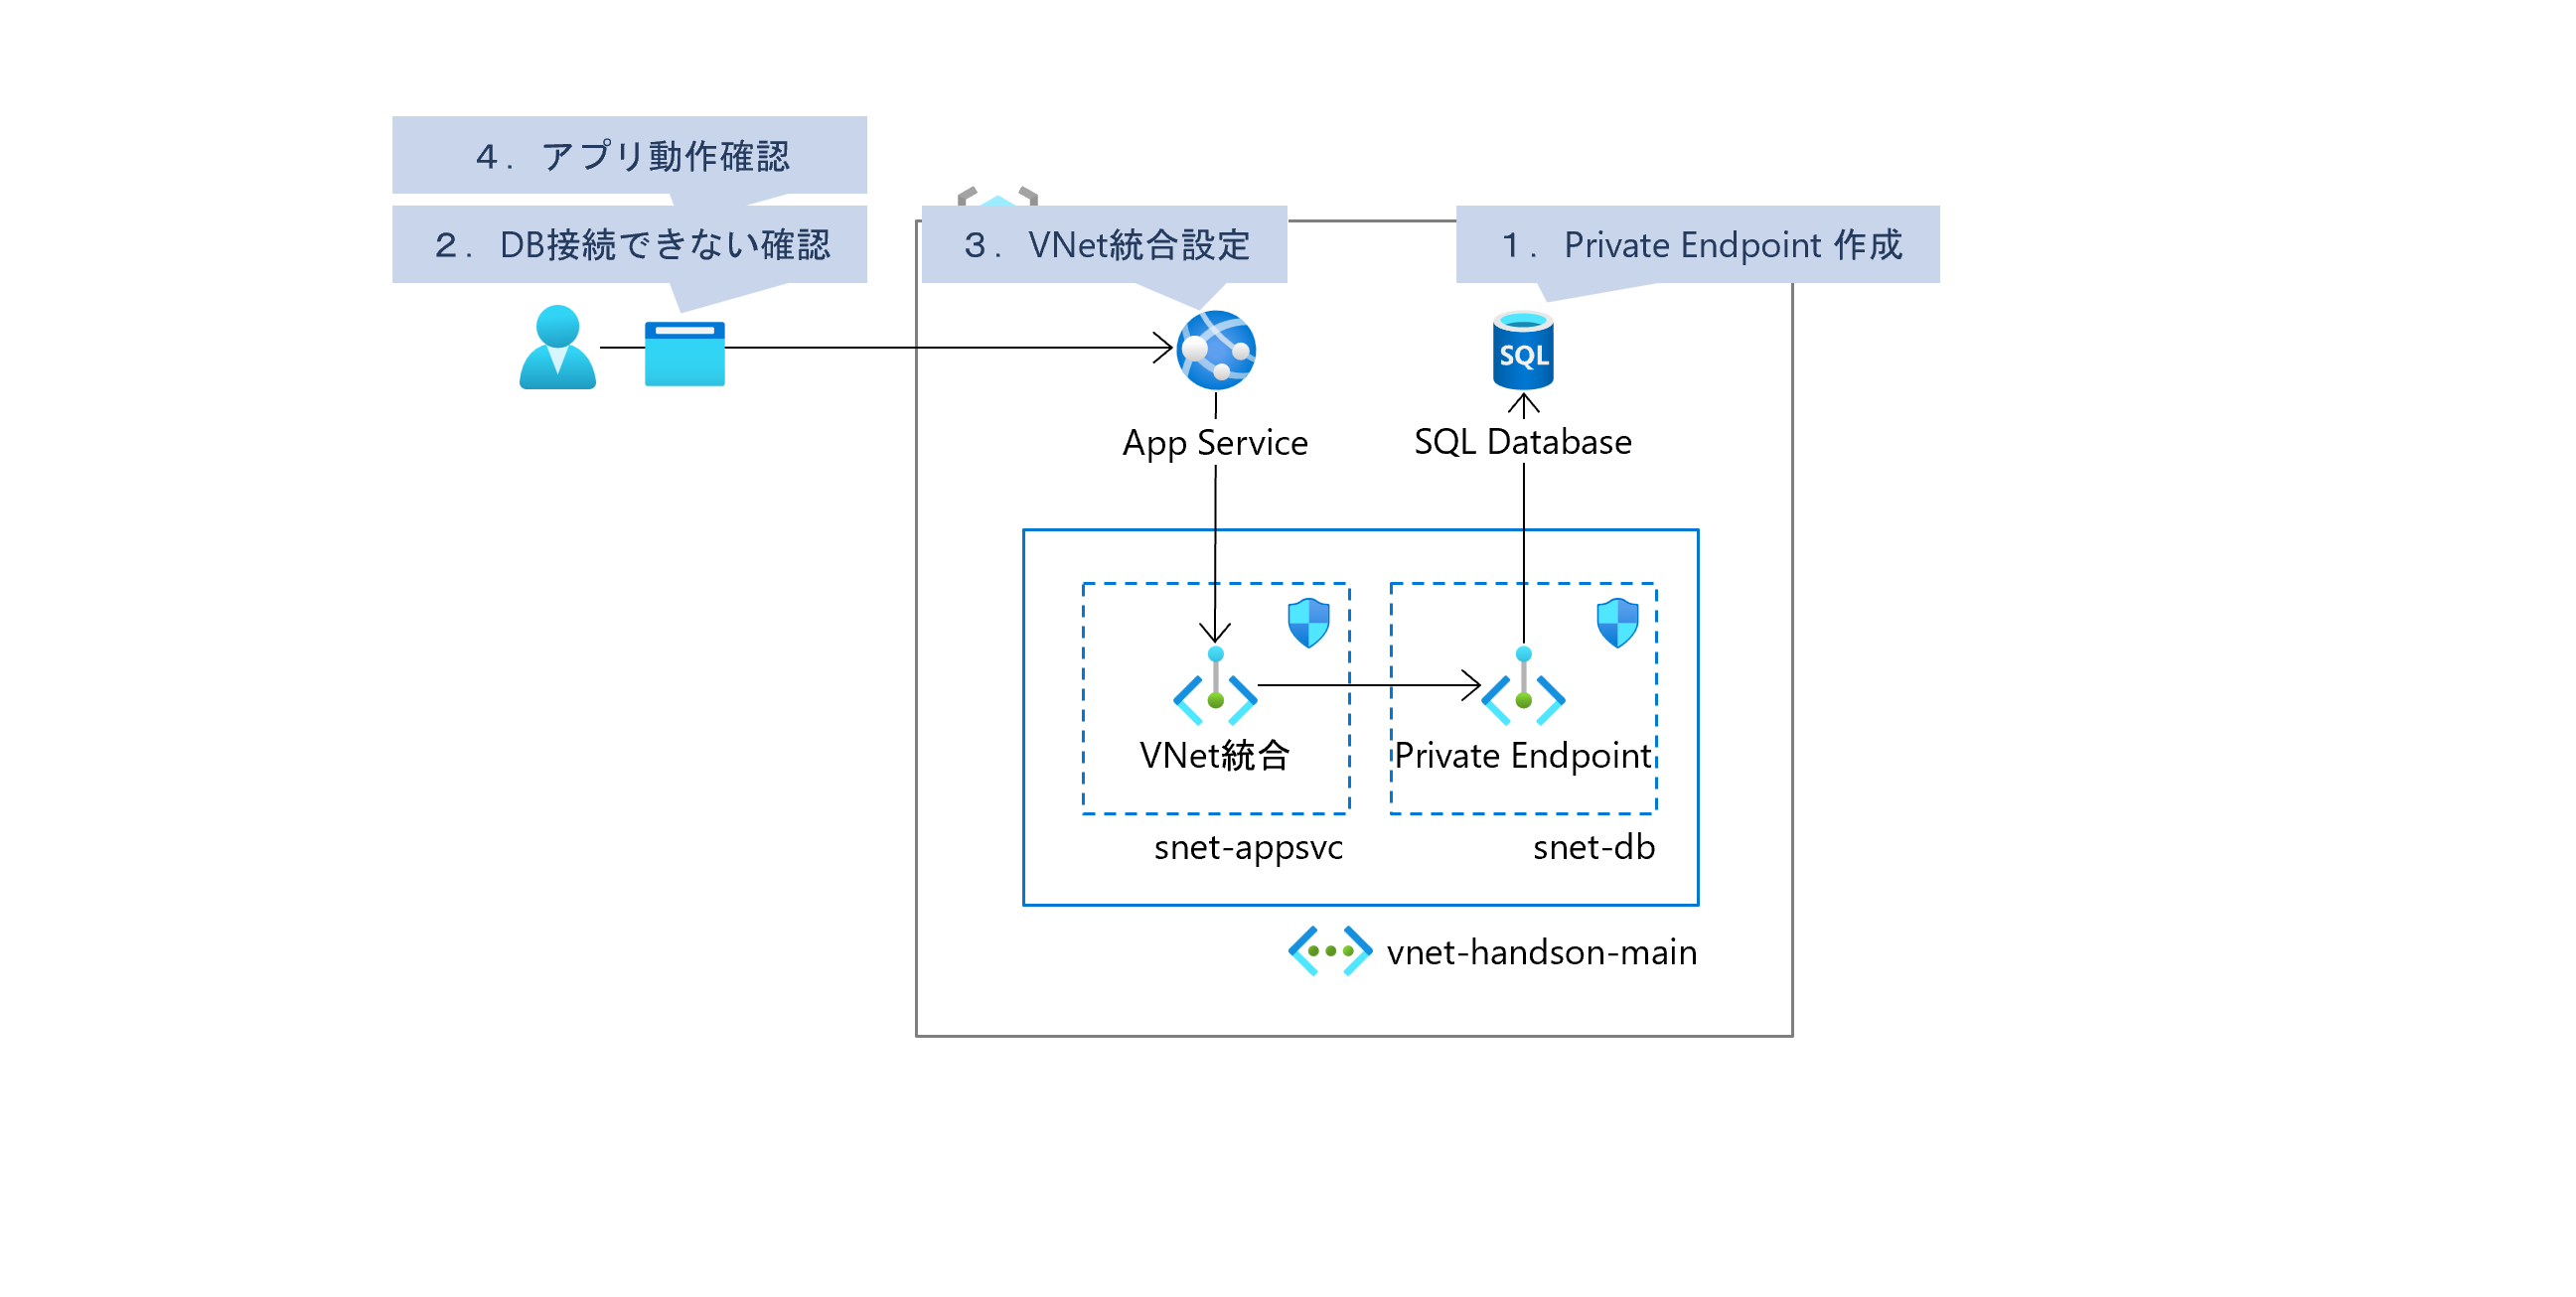 ４．アプリ動作確認
２．DB接続できない確認
３．VNet統合設定
１．Private Endpoint 作成
SQL
App Service
SQL Database
VNet統合
Private Endpoint
snet-appsvc
snet-db
vnet-handson-main